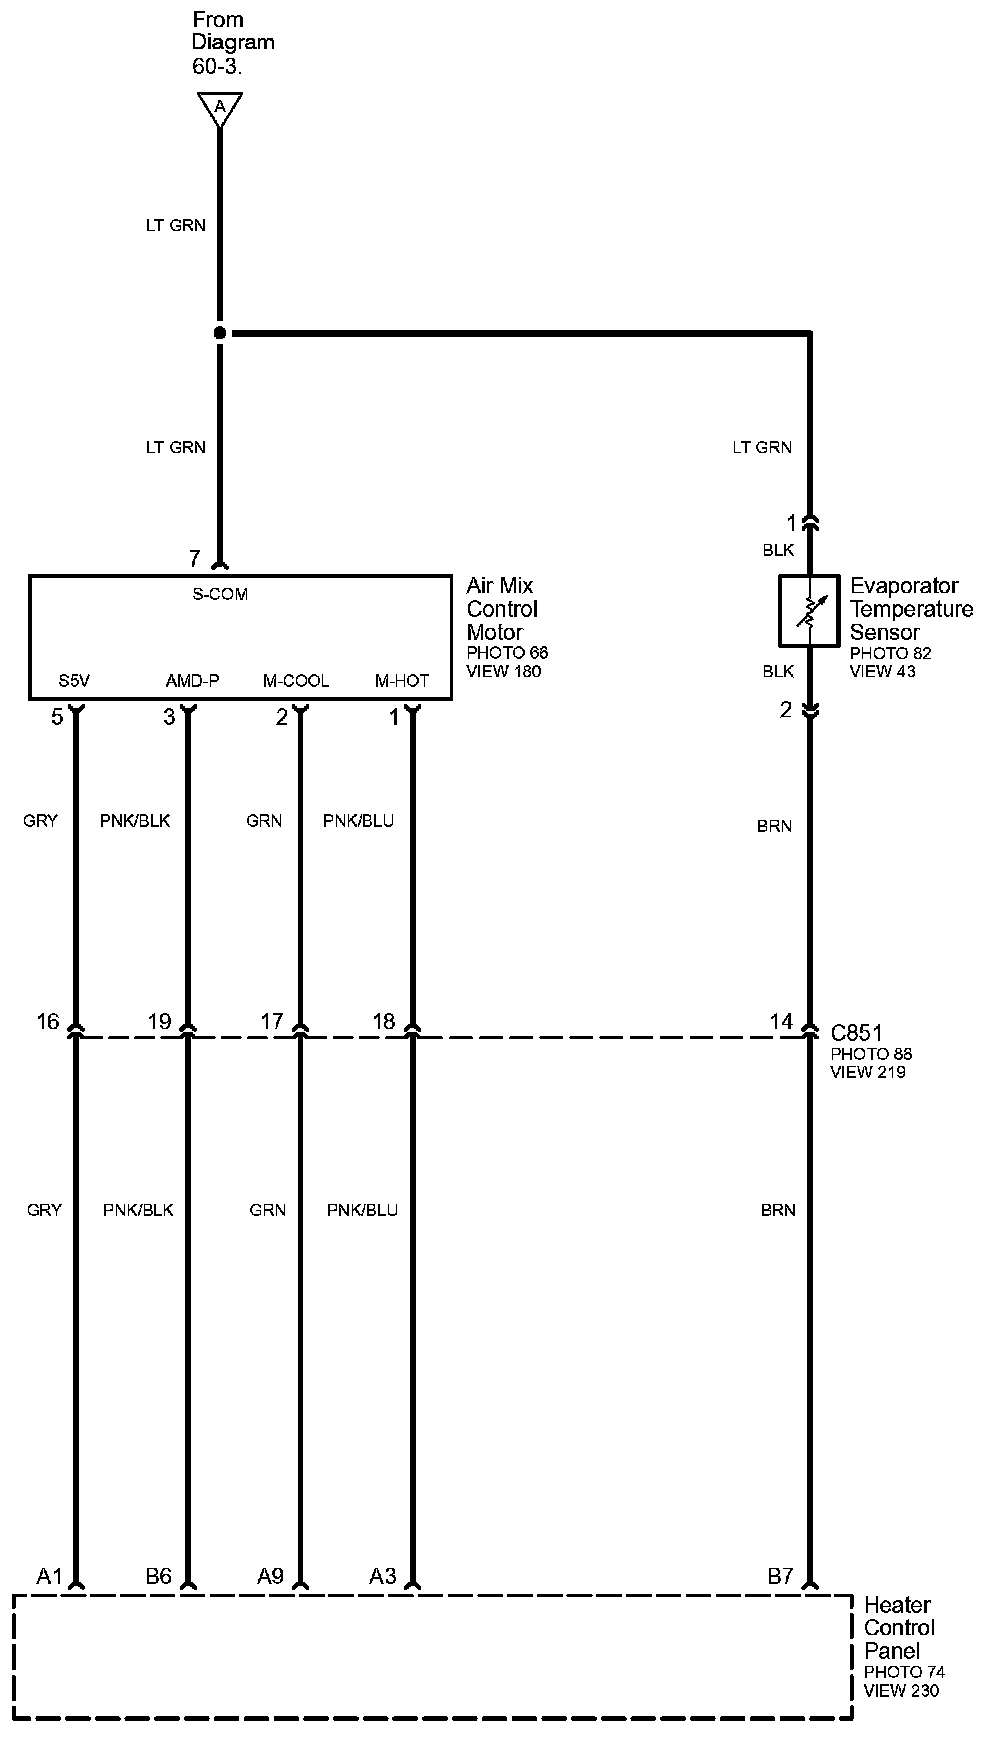 From
Diagram
60-3.
A
LT GRN
LT GRN
LT GRN
7
1
BLK
S-COM
Air Mix
Control
Motor
PHOTO 66
VIEW 180
Evaporator
Temperature
Sensor
PHOTO 82
VIEW 43
S5V AMD-P M-COOL M-HOT
BLK
5 3 2 1 2
GRY PNK/BLK GRN PNK/BLU BRN
16 19 17 18 14
C851
PHOTO 86
VIEW 219
GRY PNK/BLK GRN PNK/BLU BRN
A1 B6 A9 A3 B7
Heater
Control
Panel
PHOTO 74
VIEW 230